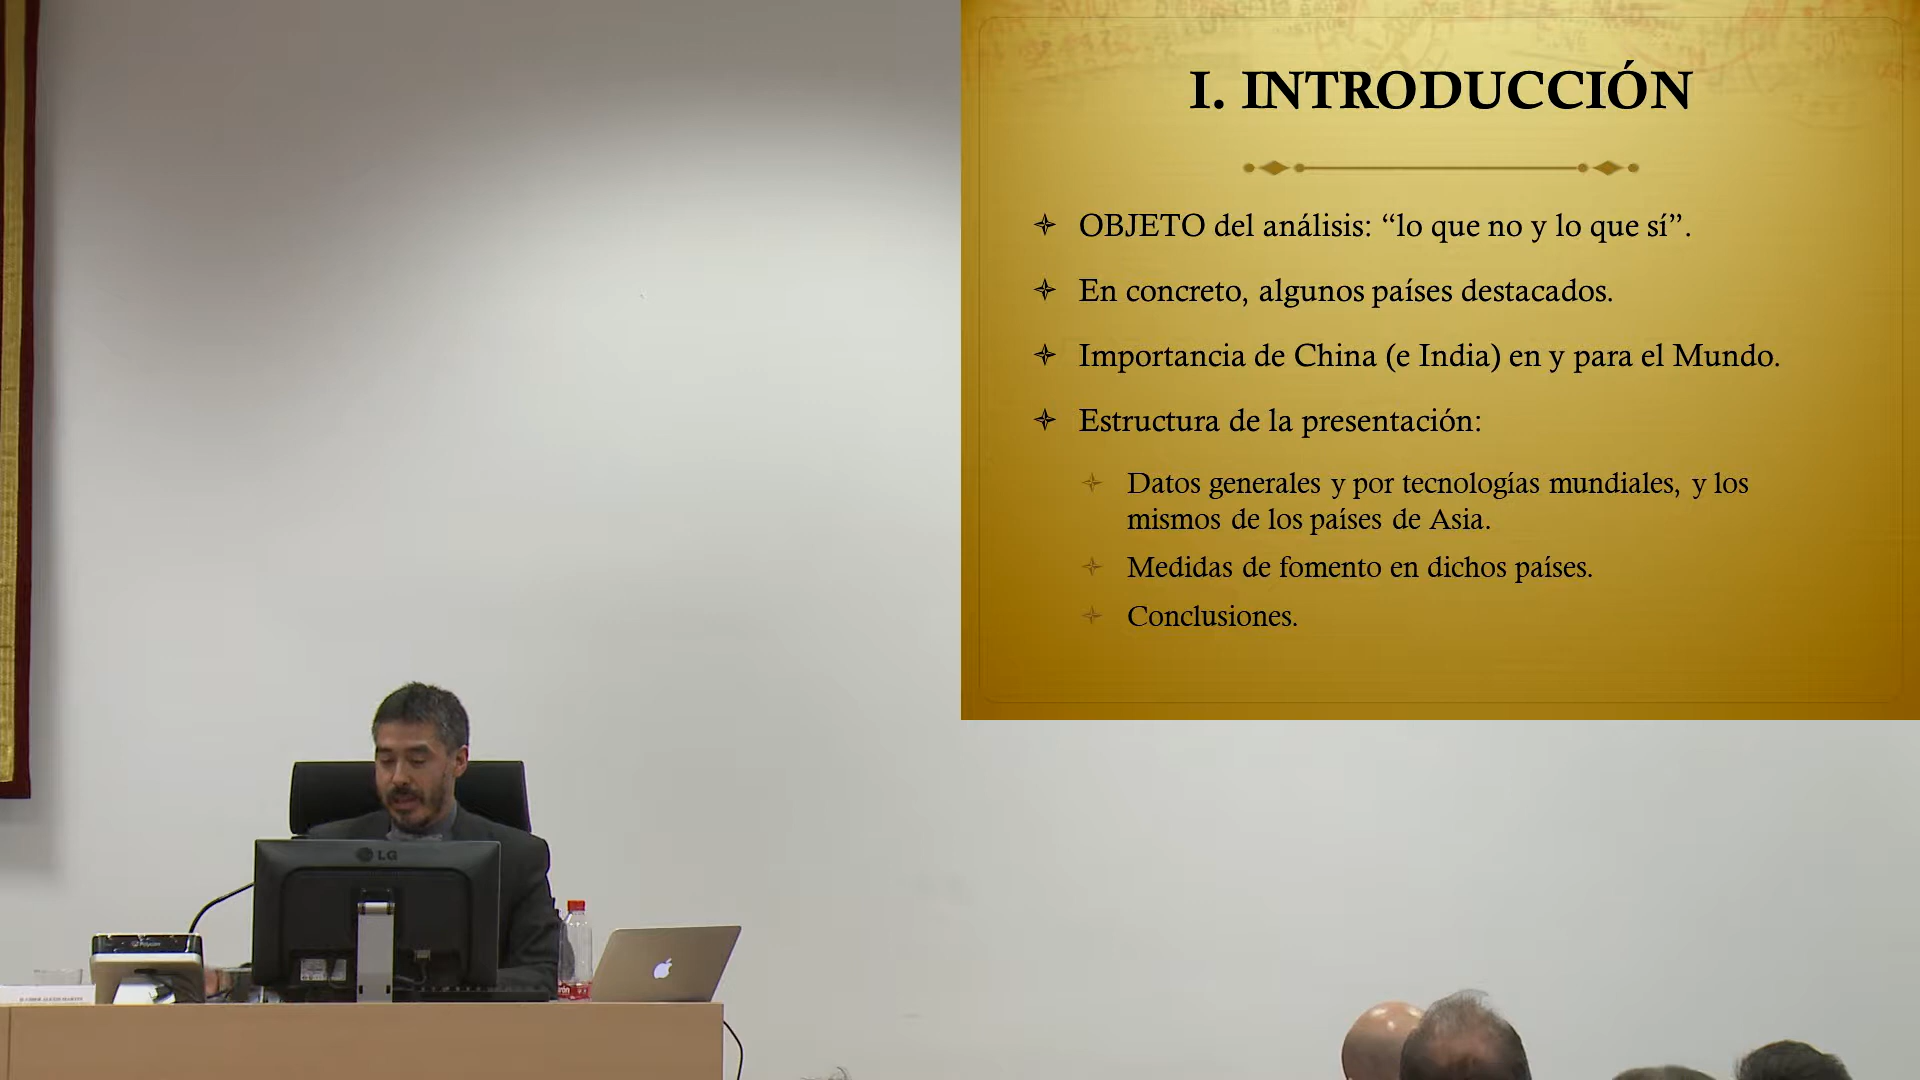 I. INTRODUCCIÓN
OBJETO del análisis: “lo que no y lo que sí”.
En concreto, algunos países destacados.
Importancia de China (e India) en y para el Mundo.
Estructura de la presentación:
Datos generales y por tecnologías mundiales, y los
mismos de los países de Asia.
Medidas de fomento en dichos países.
Conclusiones.
LG